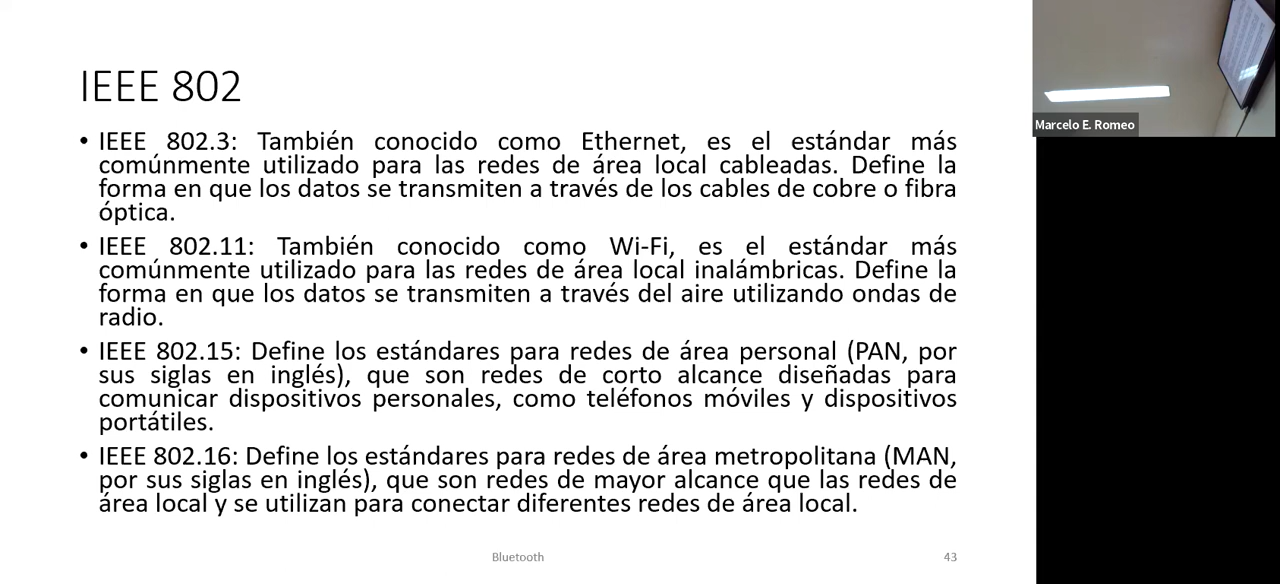 IEEE 802
• IEEE 802.3: También conocido como Ethernet, es el estándar más
comúnmente utilizado para las redes de área local cableadas. Define la
forma en que los datos se transmiten a través de los cables de cobre o fibra
óptica.
• IEEE 802.11: También conocido como Wi-Fi, es el estándar más
comúnmente utilizado para las redes de área local inalámbricas. Define la
forma en que los datos se transmiten a través del aire utilizando ondas de
radio.
• IEEE 802.15: Define los estándares para redes de área personal (PAN, por
sus siglas en inglés), que son redes de corto alcance diseñadas para
comunicar dispositivos personales, como teléfonos móviles y dispositivos
portátiles.
• IEEE 802.16: Define los estándares para redes de área metropolitana (MAN,
por sus siglas en inglés), que son redes de mayor alcance que las redes de
área local y se utilizan para conectar diferentes redes de área local.
Bluetooth
43
Marcelo E. Romeo